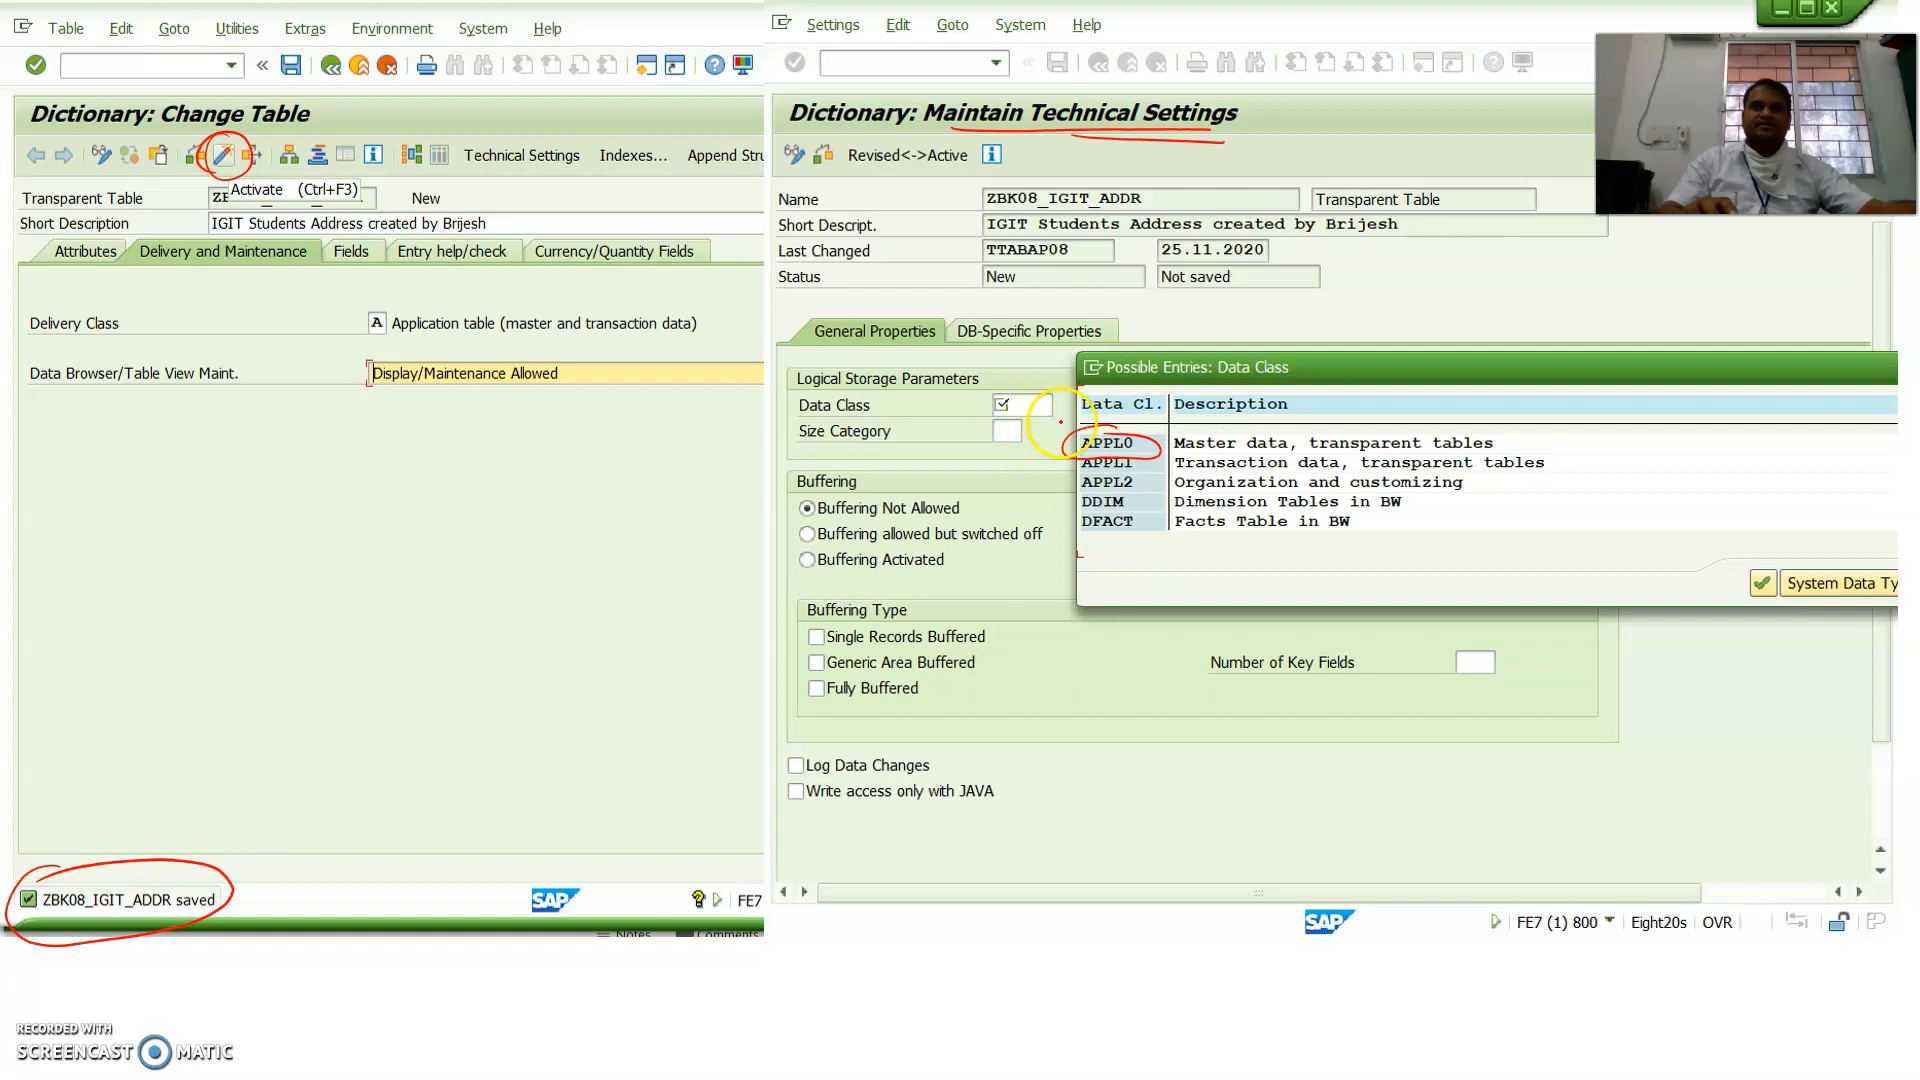 Table Edit Goto Utilities Extras Environment System Help
Dictionary: Change Table
Technical Settings Indexes... Append Stru
Activate (Ctrl+F3)
Transparent Table New
Short Description IGIT Students Address created by Brijesh
Attributes Delivery and Maintenance Fields Entry help/check Currency/Quantity Fields
Delivery Class A Application table (master and transaction data)
Data Browser/Table View Maint. Display/Maintenance Allowed
ZBK08_IGIT_ADDR saved
SAP
FE7
Notes Comments
Settings Edit Goto System Help
Dictionary: Maintain Technical Settings
Revised<->Active
Name ZBK08_IGIT_ADDR Transparent Table
Short Descript. IGIT Students Address created by Brijesh
Last Changed TTABAP08 25.11.2020
Status New Not saved
General Properties DB-Specific Properties
Logical Storage Parameters
Data Class
Size Category
Buffering
Buffering Not Allowed
Buffering allowed but switched off
Buffering Activated
Buffering Type
Single Records Buffered
Generic Area Buffered Number of Key Fields
Fully Buffered
Log Data Changes
Write access only with JAVA
Possible Entries: Data Class
Data Cl. Description
APPL0 Master data, transparent tables
APPL1 Transaction data, transparent tables
APPL2 Organization and customizing
DDIM Dimension Tables in BW
DFACT Facts Table in BW
System Data Ty
SAP
FE7 (1) 800 Eight20s OVR
RECORDED WITH
SCREENCAST MATIC